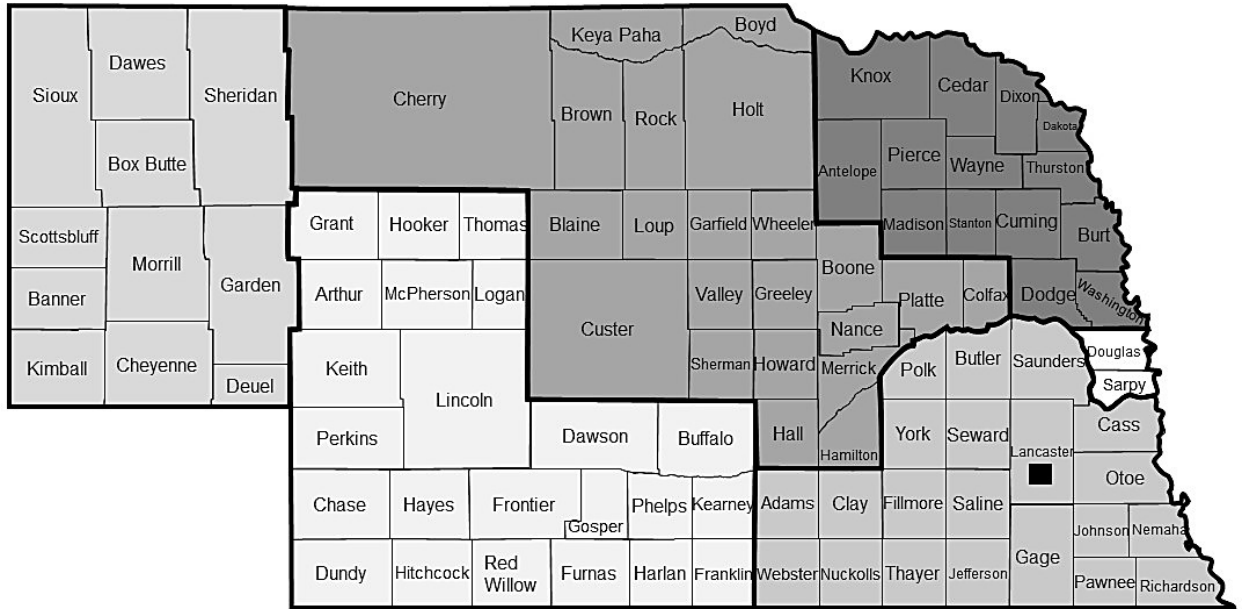 Sioux
Dawes
Sheridan
Box Butte
Scottsbluff
Morrill
Garden
Banner
Kimball
Cheyenne
Deuel
Cherry
Keya Paha
Boyd
Brown
Rock
Holt
Knox
Cedar
Dixon
Dakota
Antelope
Pierce
Wayne
Thurston
Madison
Stanton
Cuming
Burt
Dodge
Washington
Grant
Hooker
Thomas
Blaine
Loup
Garfield
Wheeler
Boone
Platte
Colfax
Arthur
McPherson
Logan
Custer
Valley
Greeley
Nance
Sherman
Howard
Merrick
Hall
Hamilton
Keith
Lincoln
Perkins
Dawson
Buffalo
Chase
Hayes
Frontier
Gosper
Phelps
Kearney
Dundy
Hitchcock
Red
Willow
Furnas
Harlan
Franklin
Polk
Butler
Saunders
Douglas
Sarpy
York
Seward
Lancaster
Cass
Otoe
Adams
Clay
Fillmore
Saline
Gage
Johnson
Nemaha
Webster
Nuckolls
Thayer
Jefferson
Pawnee
Richardson